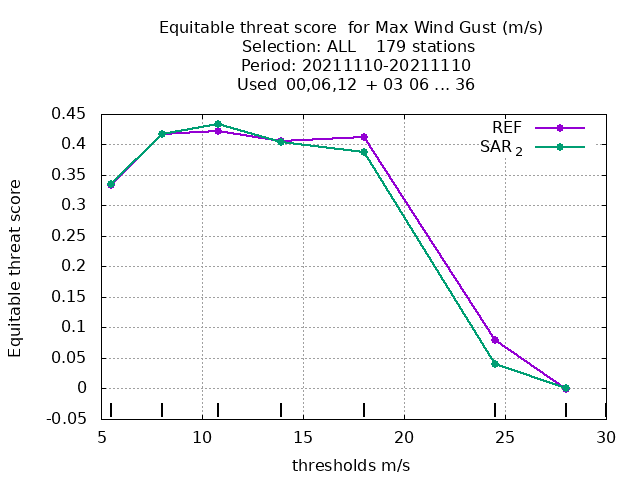 Equitable threat score  for Max Wind Gust (m/s)
Selection: ALL    179 stations
Period: 20211110-20211110
Used  00,06,12  + 03 06 ... 36
REF
SAR 2
0.45
0.4
0.35
0.3
0.25
0.2
0.15
0.1
0.05
0
-0.05
Equitable threat score
5 10 15 20 25 30
thresholds m/s